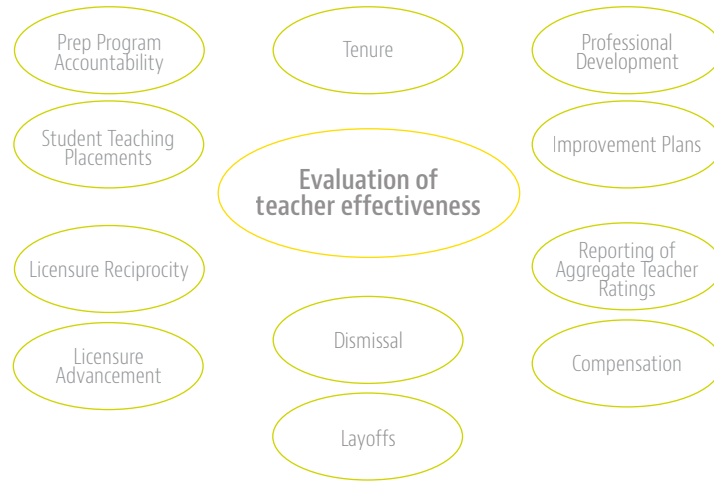 Prep Program
Accountability
Tenure
Professional
Development
Student Teaching
Placements
Improvement Plans
Evaluation of
teacher effectiveness
Licensure Reciprocity
Reporting of
Aggregate Teacher
Ratings
Dismissal
Licensure
Advancement
Compensation
Layoffs